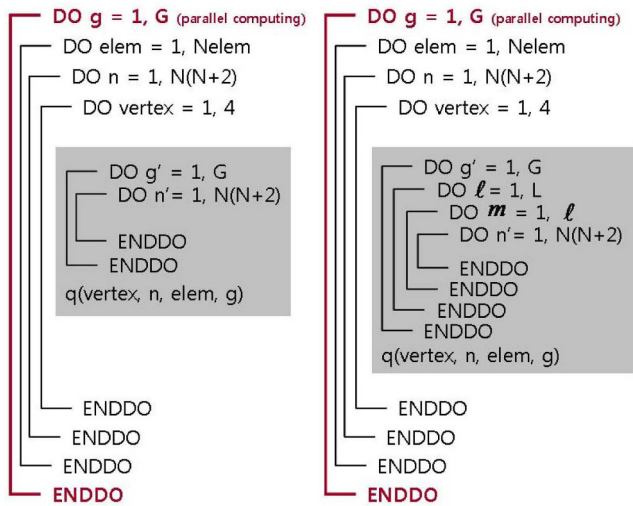 DO g = 1, G (parallel computing)
DO elem = 1, Nelem
DO n = 1, N(N+2)
DO vertex = 1, 4
DO g' = 1, G
DO n' = 1, N(N+2)
ENDDO
ENDDO
q(vertex, n, elem, g)
ENDDO
ENDDO
ENDDO
ENDDO
DO g = 1, G (parallel computing)
DO elem = 1, Nelem
DO n = 1, N(N+2)
DO vertex = 1, 4
DO g' = 1, G
DO ℓ = 1, L
DO m = 1, ℓ
DO n' = 1, N(N+2)
ENDDO
ENDDO
ENDDO
ENDDO
q(vertex, n, elem, g)
ENDDO
ENDDO
ENDDO
ENDDO